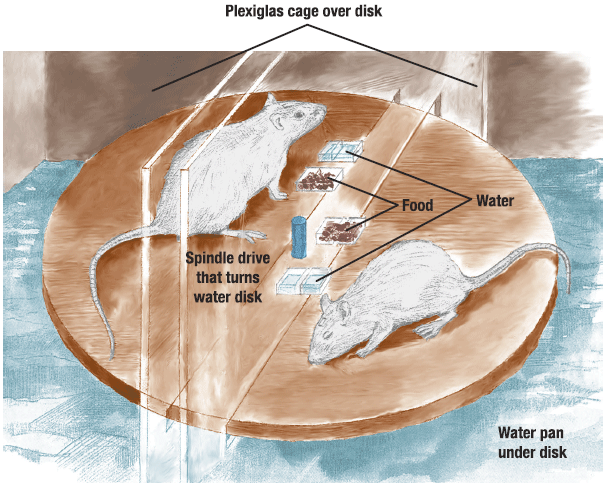 Plexiglas cage over disk
Food
Water
Spindle drive
that turns
water disk
Water pan
under disk